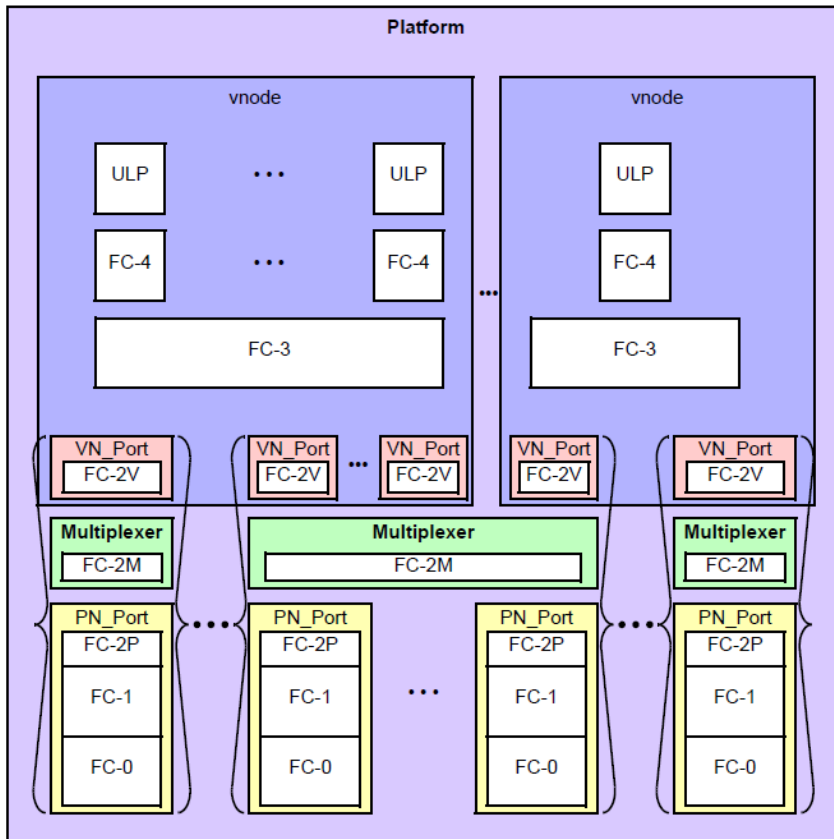 Platform
vnode vnode
ULP • • • ULP ULP
FC-4 • • • FC-4 FC-4
•••
FC-3 FC-3
VN_Port VN_Port VN_Port VN_Port VN_Port
FC-2V FC-2V ••• FC-2V FC-2V FC-2V
Multiplexer Multiplexer Multiplexer
FC-2M FC-2M FC-2M
PN_Port • • • PN_Port PN_Port • • • PN_Port
FC-2P FC-2P FC-2P FC-2P
FC-1 FC-1 • • • FC-1 FC-1
FC-0 FC-0 FC-0 FC-0